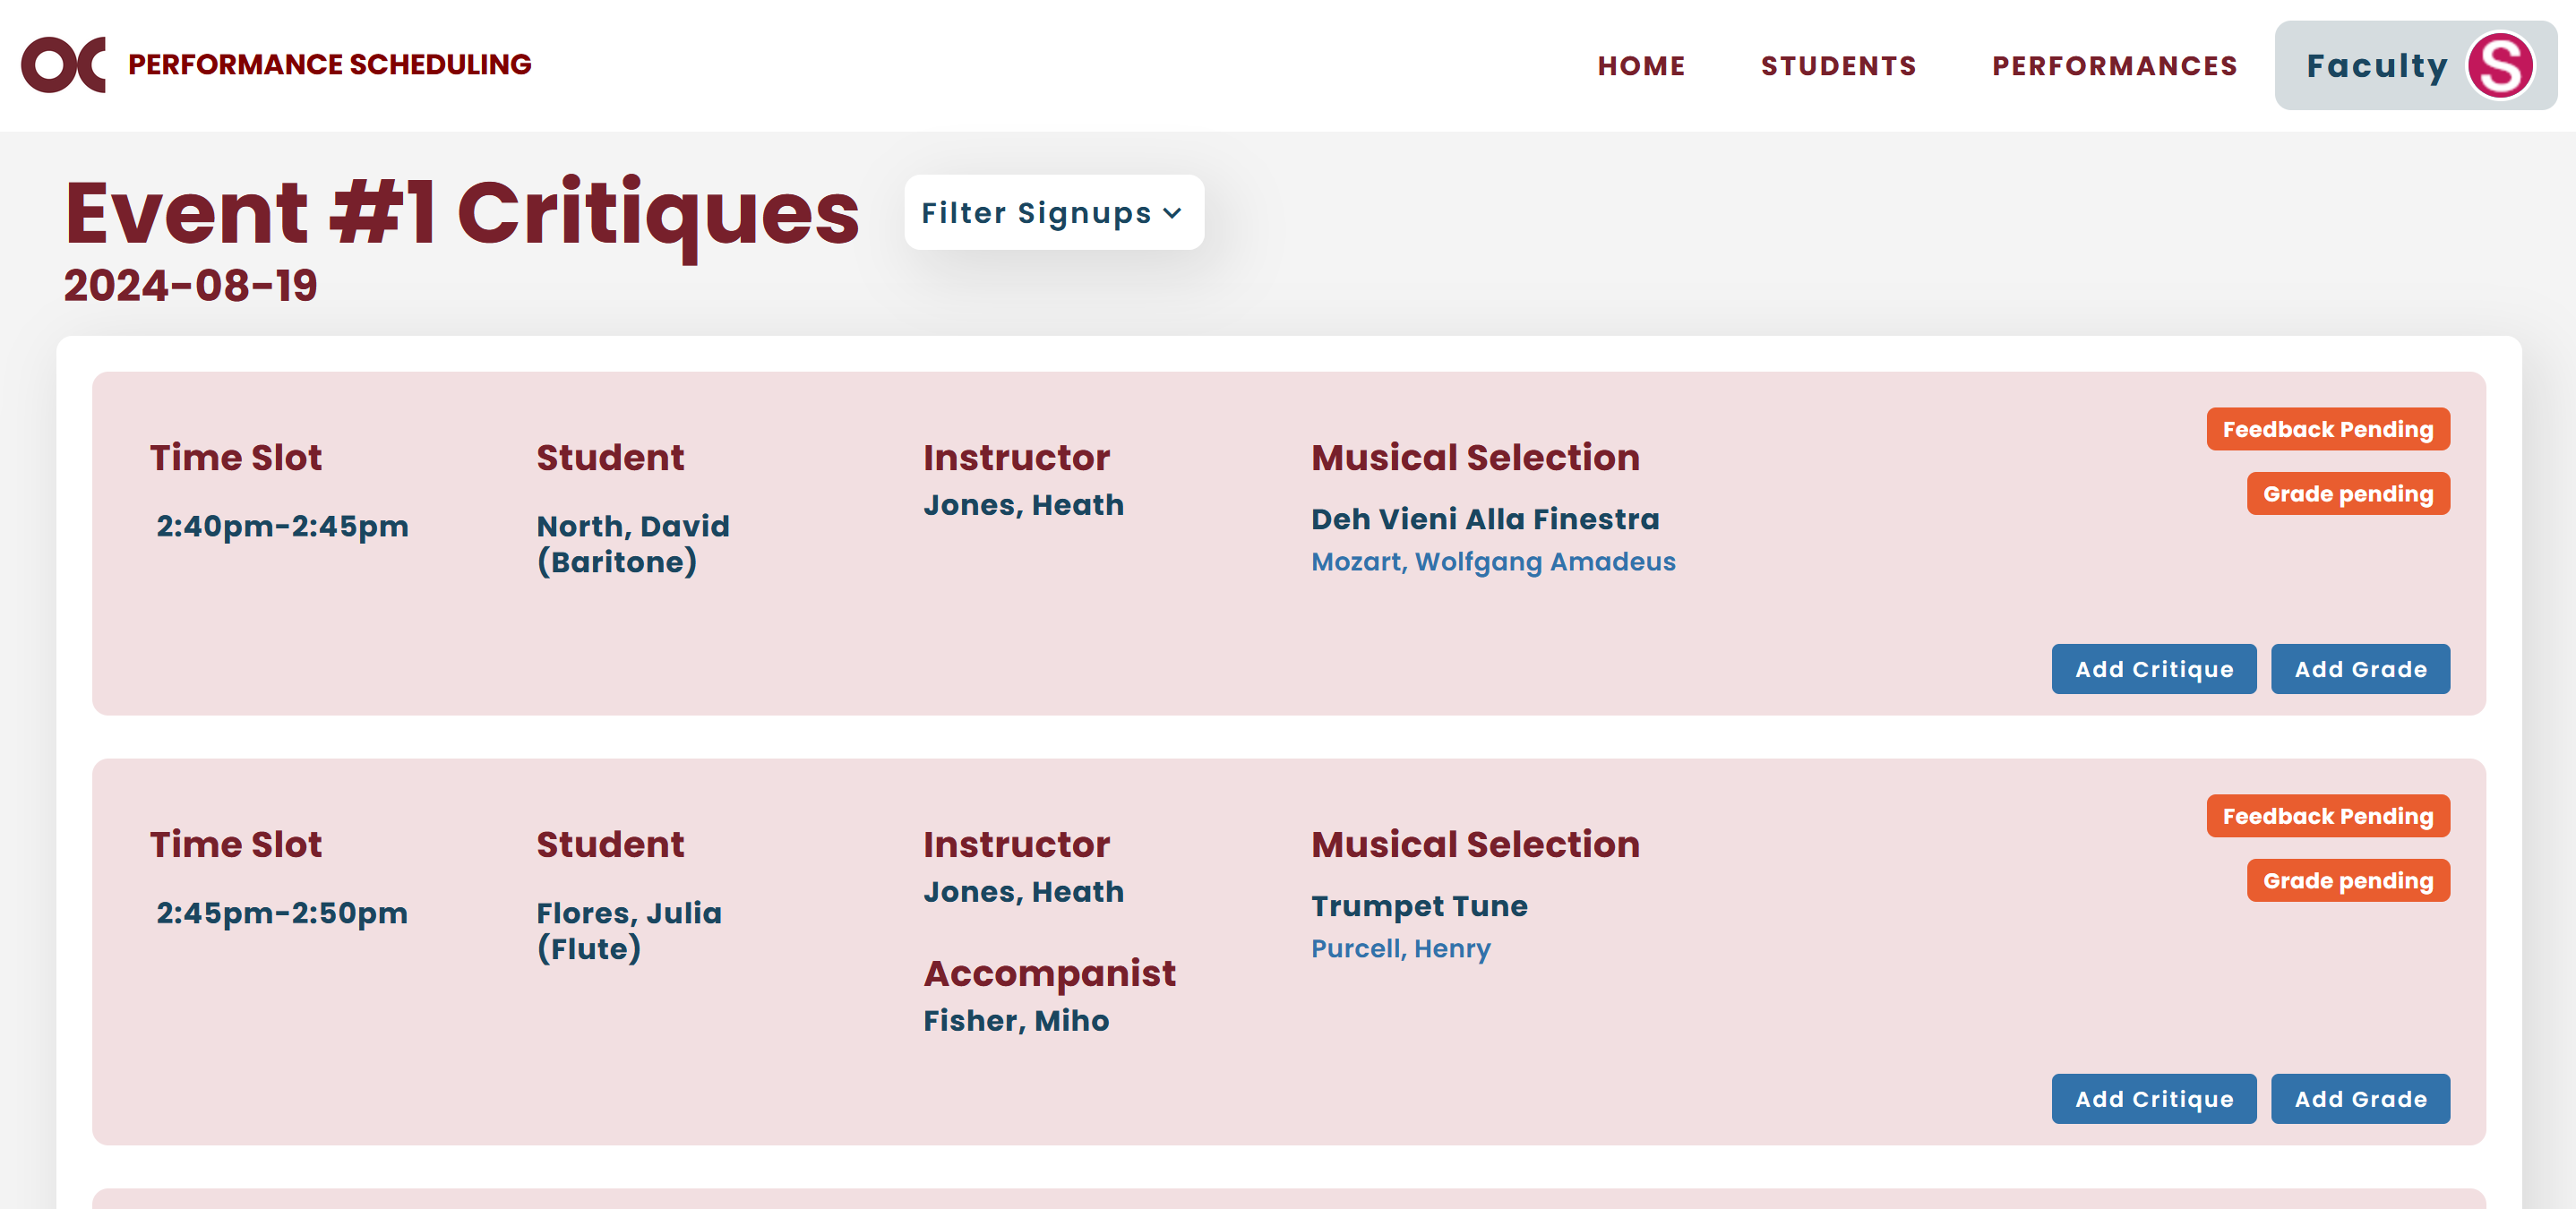 OC PERFORMANCE SCHEDULING
HOME STUDENTS PERFORMANCES Faculty S
Event #1 Critiques
Filter Signups
2024-08-19
Feedback Pending
Grade pending
Time Slot
2:40pm-2:45pm
Student
North, David
(Baritone)
Instructor
Jones, Heath
Musical Selection
Deh Vieni Alla Finestra
Mozart, Wolfgang Amadeus
Add Critique
Add Grade
Feedback Pending
Grade pending
Time Slot
2:45pm-2:50pm
Student
Flores, Julia
(Flute)
Instructor
Jones, Heath
Accompanist
Fisher, Miho
Musical Selection
Trumpet Tune
Purcell, Henry
Add Critique
Add Grade